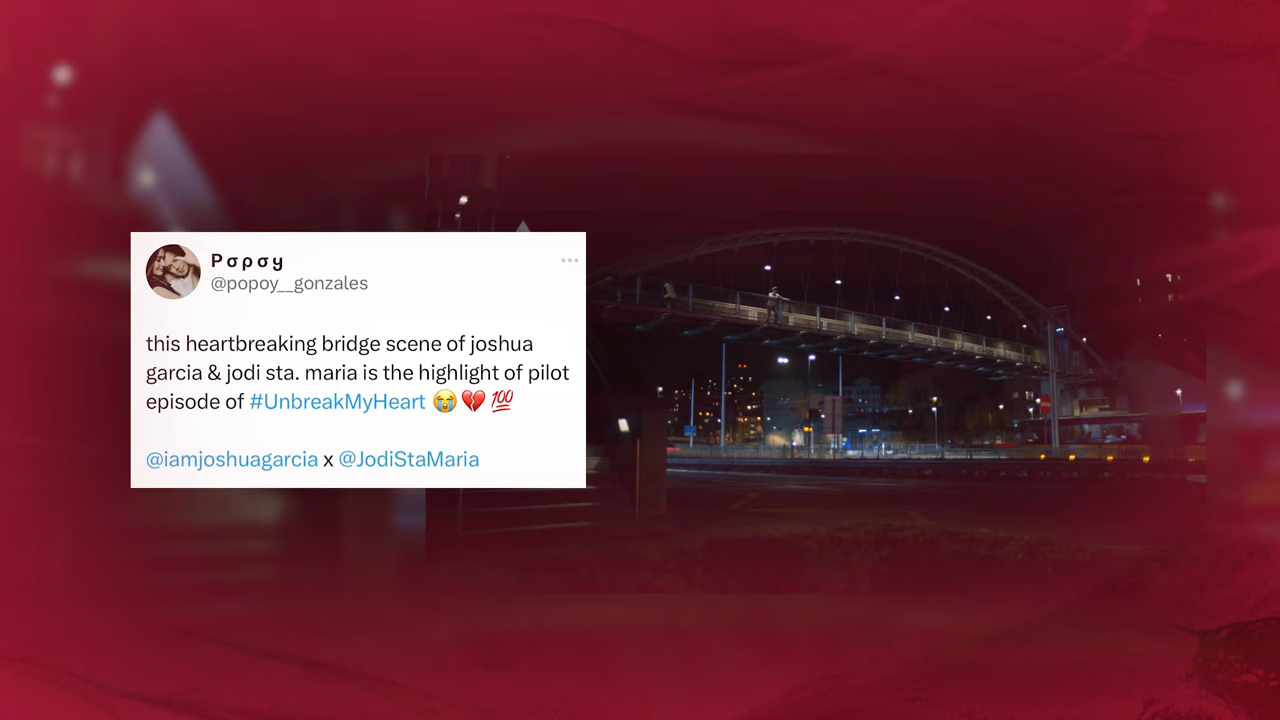 Pσρσy
@popoy__gonzales
this heartbreaking bridge scene of joshua
garcia & jodi sta. maria is the highlight of pilot
episode of #UnbreakMyHeart 😭💔💯
@iamjoshuagarcia x @JodiStaMaria